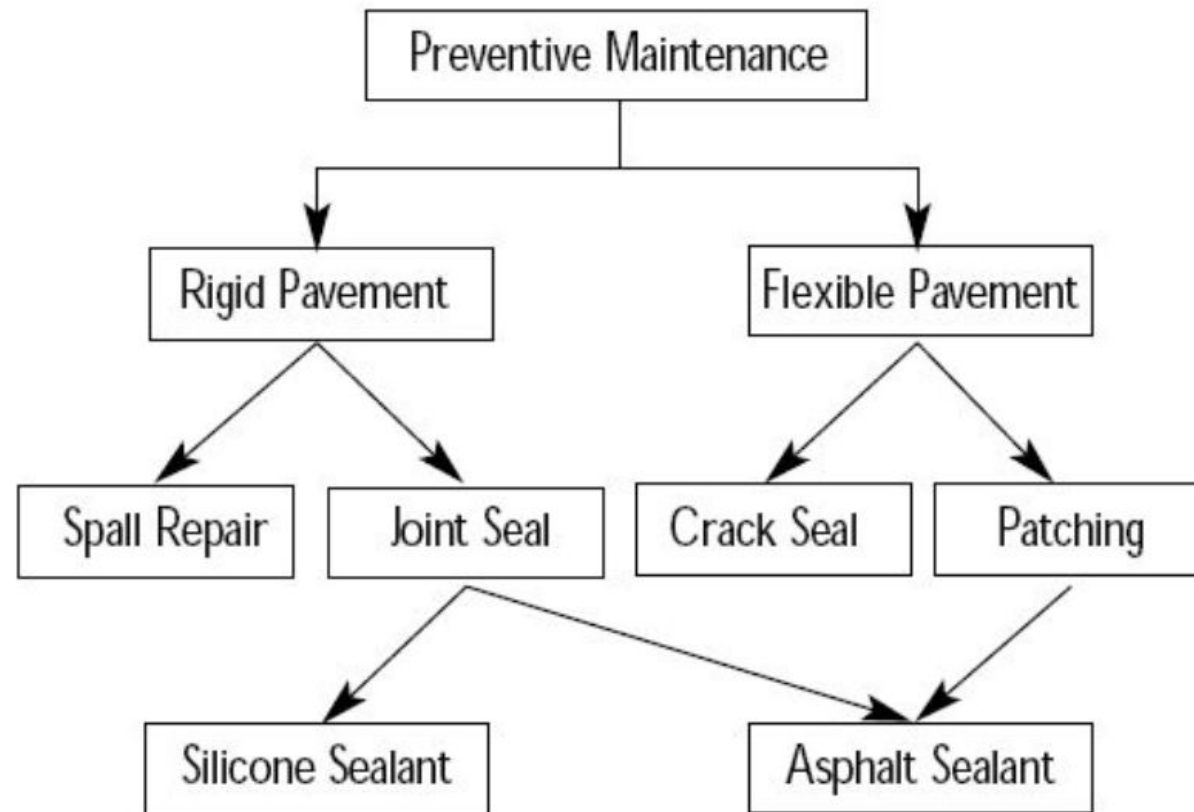 Preventive Maintenance
Rigid Pavement
Flexible Pavement
Spall Repair
Joint Seal
Crack Seal
Patching
Silicone Sealant
Asphalt Sealant